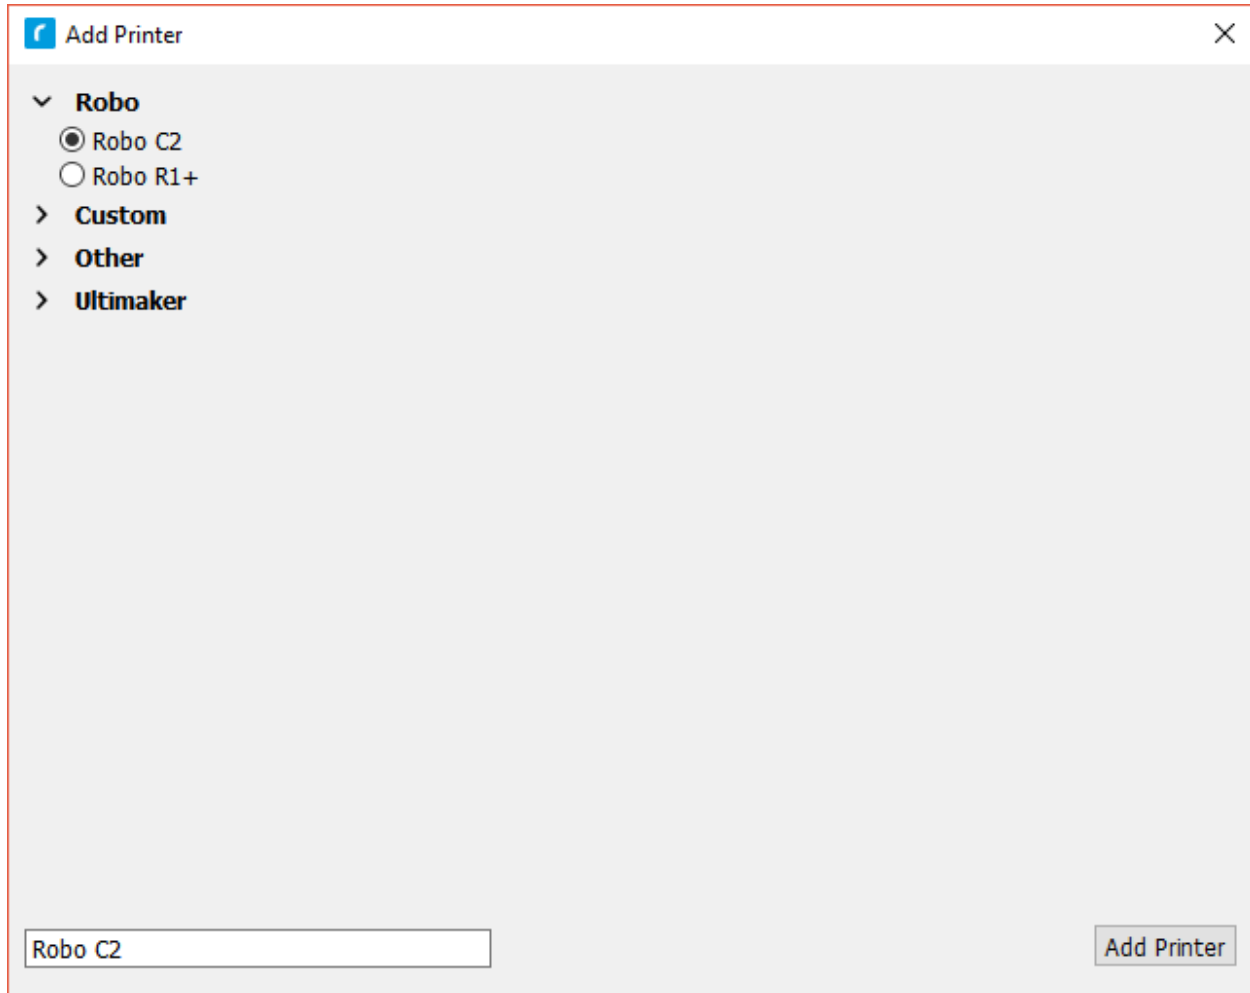 Add Printer
Robo
Robo C2
Robo R1+
Custom
Other
Ultimaker
Robo C2
Add Printer